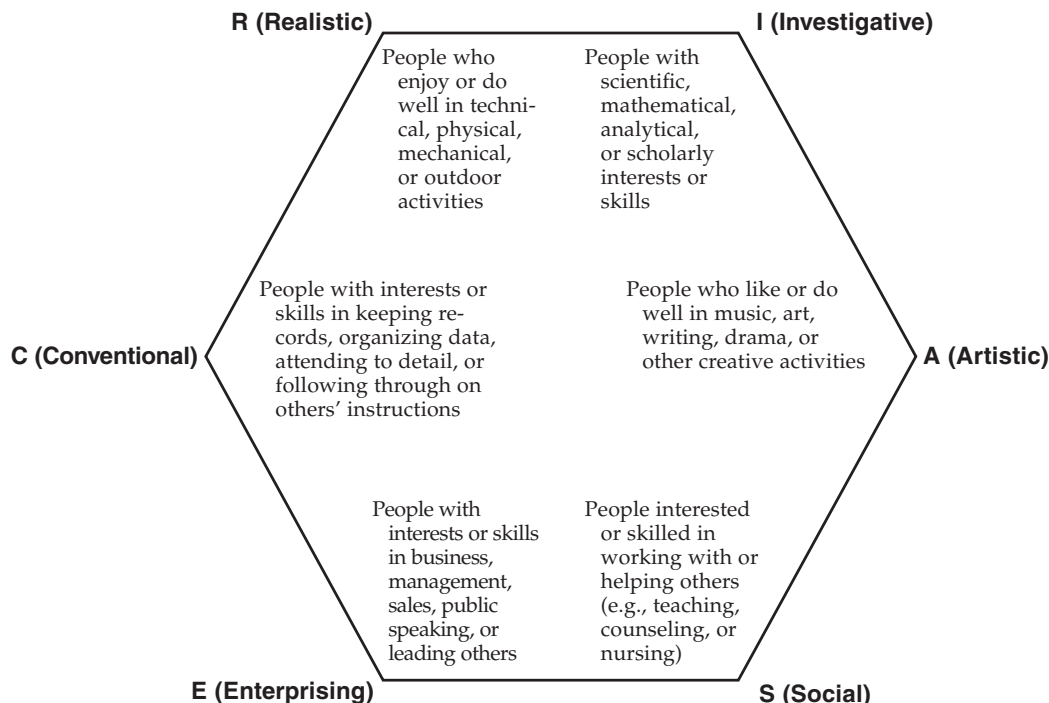 R (Realistic)
I (Investigative)
People who
enjoy or do
well in techni-
cal, physical,
mechanical,
or outdoor
activities
People with
scientific,
mathematical,
analytical,
or scholarly
interests or
skills
C (Conventional)
People with interests or
skills in keeping re-
cords, organizing data,
attending to detail, or
following through on
others’ instructions
People who like or do
well in music, art,
writing, drama, or
other creative activities
A (Artistic)
People with
interests or skills
in business,
management,
sales, public
speaking, or
leading others
People interested
or skilled in
working with or
helping others
(e.g., teaching,
counseling, or
nursing)
E (Enterprising)
S (Social)